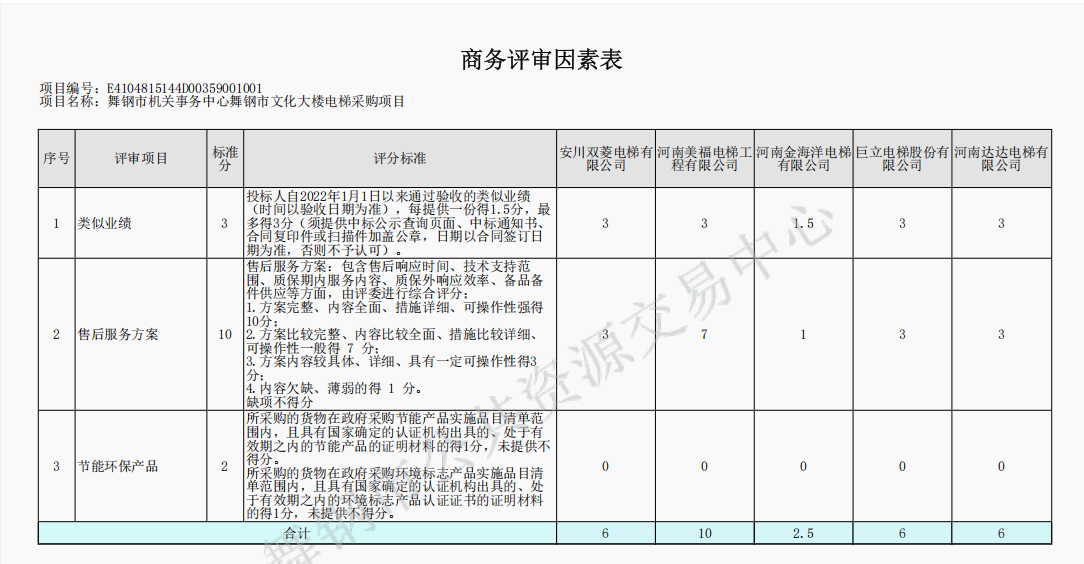 商务评审因素表
项目编号: E4104815144D00359001001
项目名称: 舞钢市机关事务中心舞钢市文化大楼电梯采购项目
序号
评审项目
标准
分
评分标准
安川双菱电梯有
限公司
河南美福电梯工
程有限公司
河南金海洋电梯
有限公司
巨立电梯股份有
限公司
河南达达电梯有
限公司
1
类似业绩
3
投标人自2022年1月1日以来通过验收的类似业绩
（时间以验收日期为准），每提供一份得1.5分，最
多得3分（须提供中标公示查询页面、中标通知书、
合同复印件或扫描件加盖公章，日期以合同签订日
期为准，否则不予认可）。
3
3
1.5
3
3
2
售后服务方案
10
售后服务方案：包含售后响应时间、技术支持范
围、质保期内服务内容、质保外响应效率、备品备
件供应等方面，由评委进行综合评分；
1.方案完整、内容全面、措施详细、可操作性强得
10分；
2.方案比较完整、内容比较全面、措施比较详细、
可操作性一般得 7 分；
3.方案内容较具体、详细、具有一定可操作性得3
分；
4.内容欠缺、薄弱的得 1 分。
缺项不得分
3
7
1
3
3
3
节能环保产品
2
所采购的货物在政府采购节能产品实施品目清单范
围内，且具有国家确定的认证机构出具的、处于有
效期之内的节能产品的证明材料的得1分，未提供不
得分。
所采购的货物在政府采购环境标志产品实施品目清
单范围内，且具有国家确定的认证机构出具的、处
于有效期之内的环境标志产品认证证书的证明材料
的得1分，未提供不得分。
0
0
0
0
0
合计
6
10
2.5
6
6
舞钢市公共资源交易中心